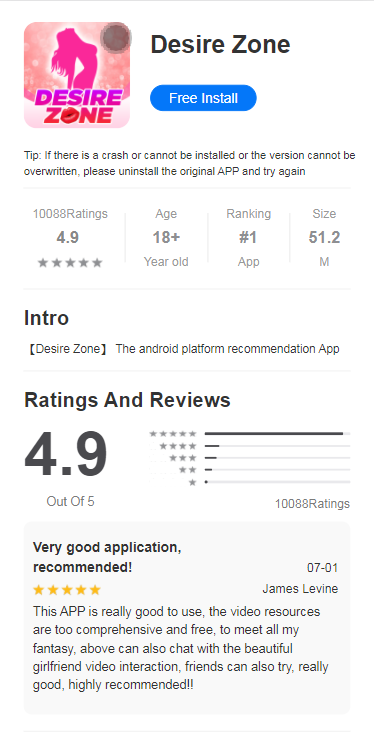 DESIRE
ZONE
Desire Zone
Free Install
Tip: If there is a crash or cannot be installed or the version cannot be
overwritten, please uninstall the original APP and try again
10088Ratings
4.9
Age
18+
Year old
Ranking
#1
App
Size
51.2
M
Intro
【Desire Zone】 The android platform recommendation App
Ratings And Reviews
4.9
Out Of 5
10088Ratings
Very good application,
recommended!
07-01
James Levine
This APP is really good to use, the video resources
are too comprehensive and free, to meet all my
fantasy, above can also chat with the beautiful
girlfriend video interaction, friends can also try, really
good, highly recommended!!